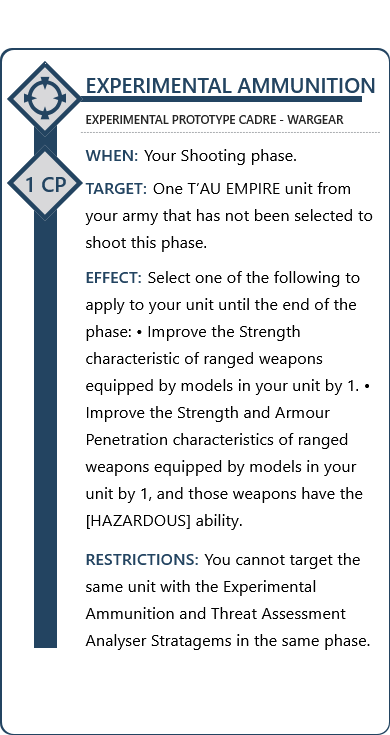 EXPERIMENTAL AMMUNITION
EXPERIMENTAL PROTOTYPE CADRE - WARGEAR
1 CP
WHEN: Your Shooting phase.
TARGET: One T’AU EMPIRE unit from
your army that has not been selected to
shoot this phase.
EFFECT: Select one of the following to
apply to your unit until the end of the
phase: • Improve the Strength
characteristic of ranged weapons
equipped by models in your unit by 1. •
Improve the Strength and Armour
Penetration characteristics of ranged
weapons equipped by models in your
unit by 1, and those weapons have the
[HAZARDOUS] ability.
RESTRICTIONS: You cannot target the
same unit with the Experimental
Ammunition and Threat Assessment
Analyser Stratagems in the same phase.